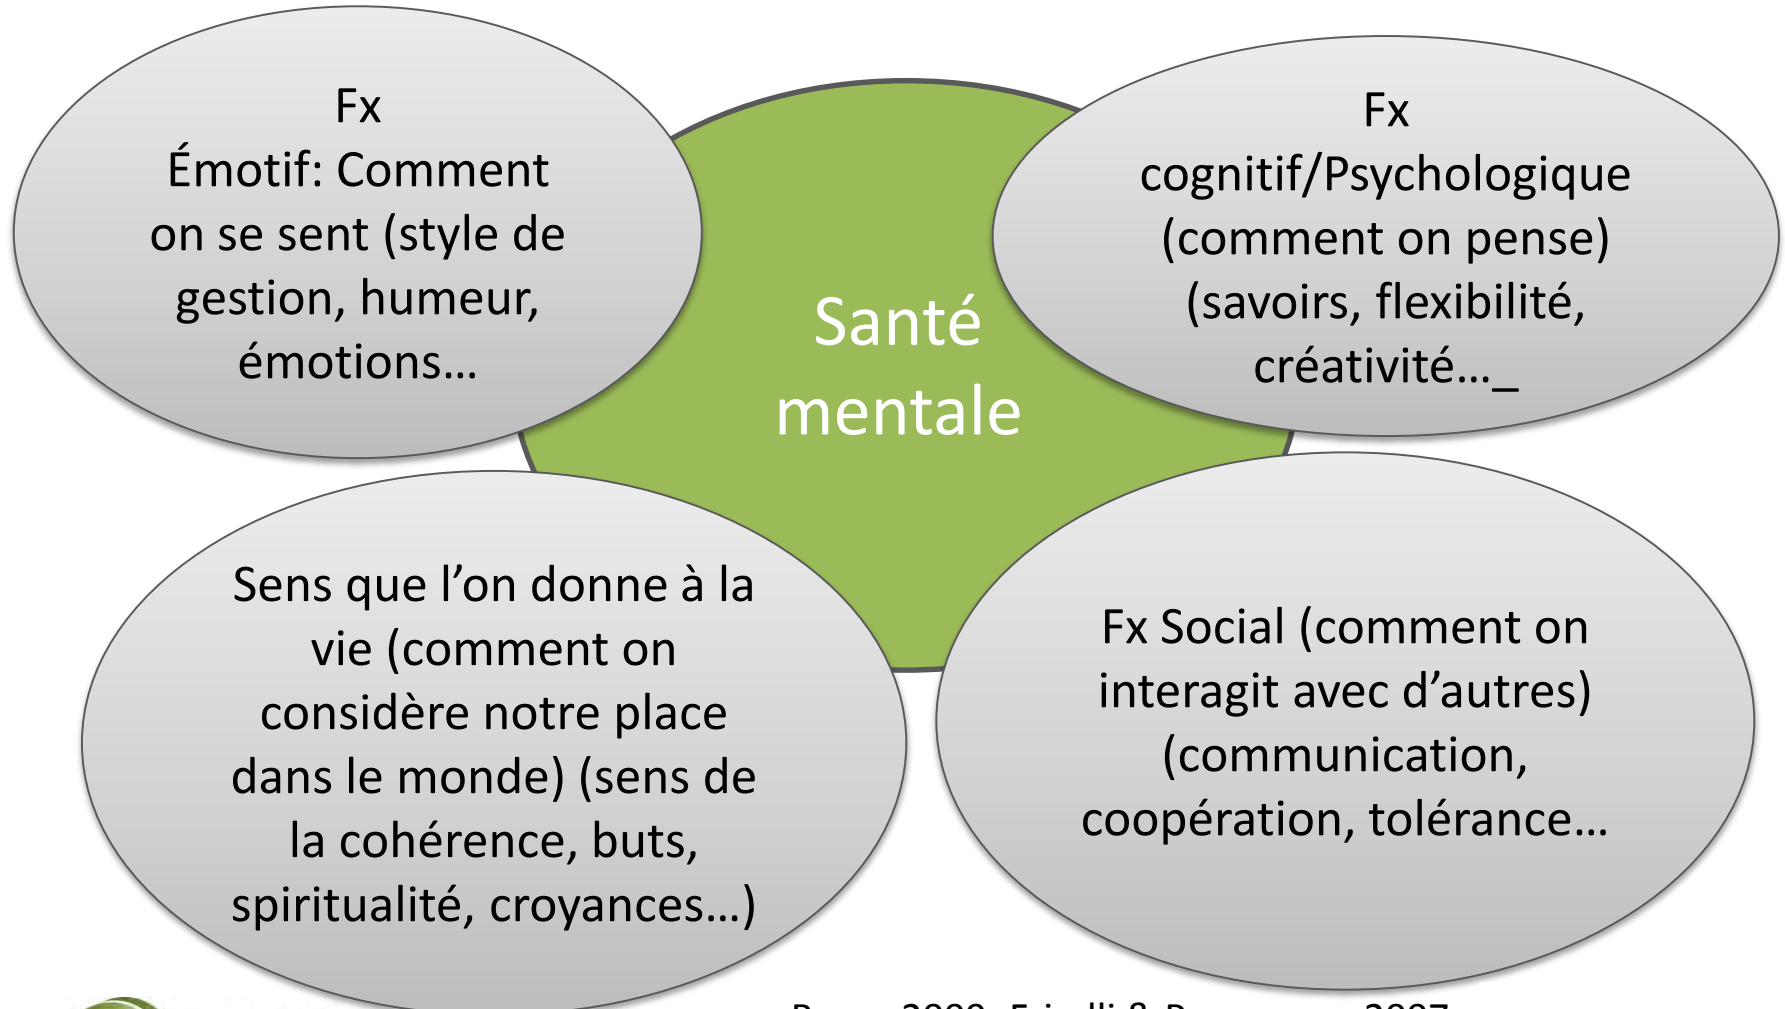 Fx
Émotif: Comment
on se sent (style de
gestion, humeur,
émotions…
Fx
cognitif/Psychologique
(comment on pense)
(savoirs, flexibilité,
créativité…_
Santé
mentale
Sens que l’on donne à la
vie (comment on
considère notre place
dans le monde) (sens de
la cohérence, buts,
spiritualité, croyances…)
Fx Social (comment on
interagit avec d’autres)
(communication,
coopération, tolérance…